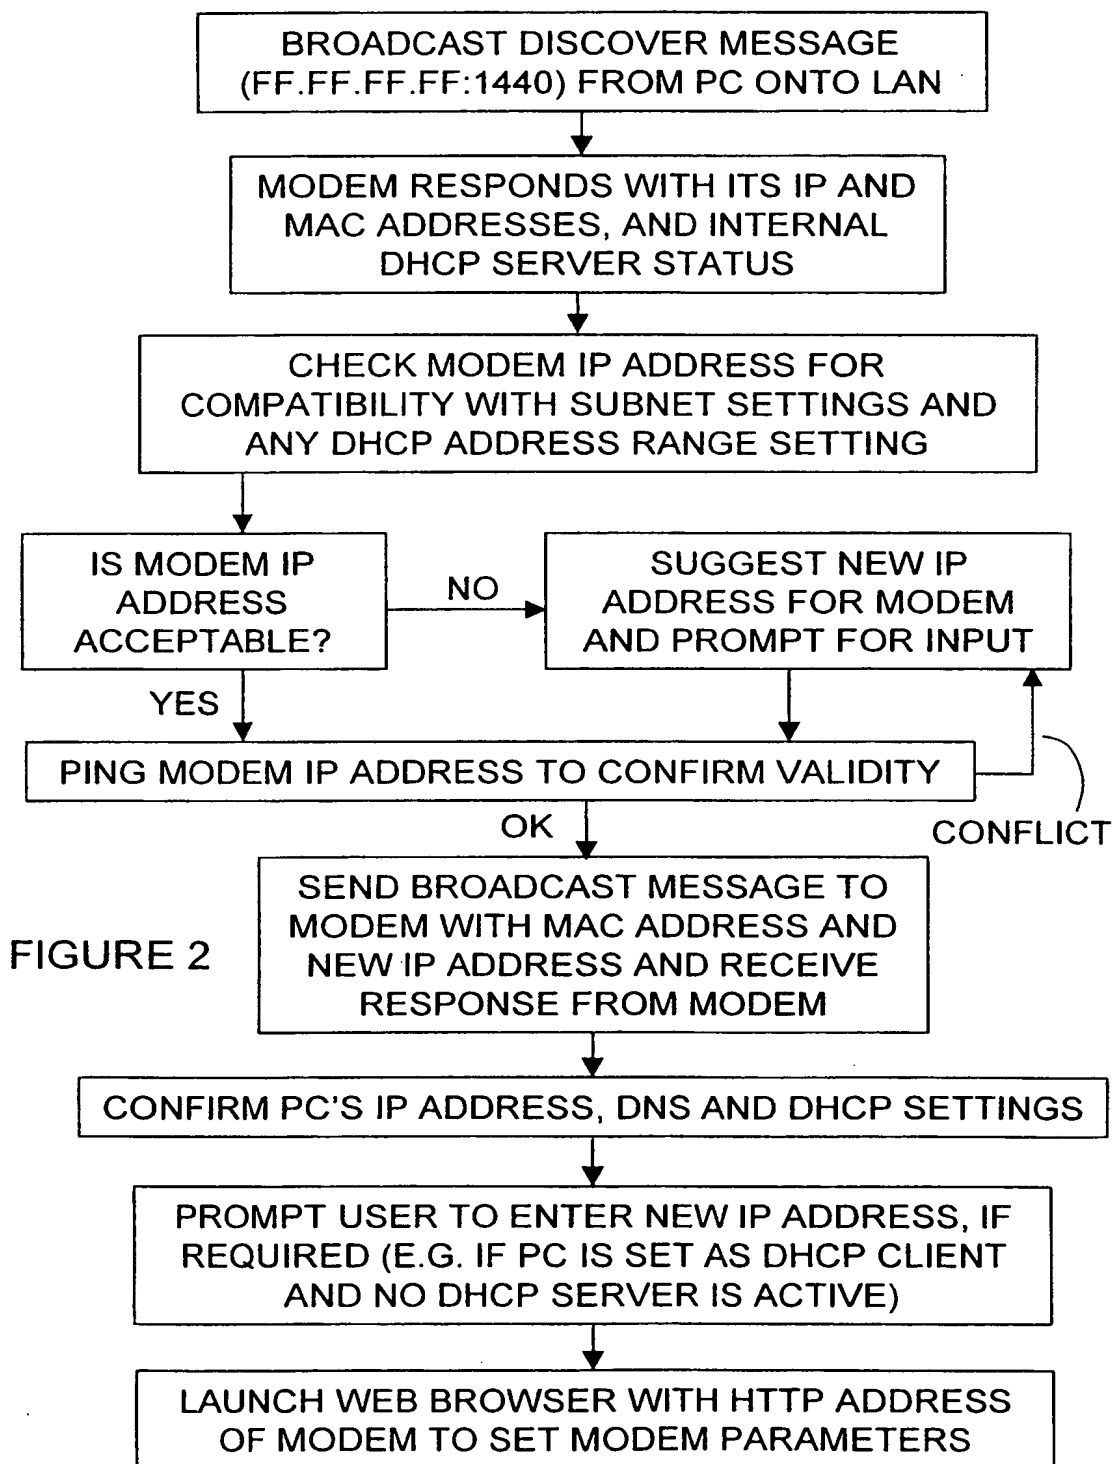 BROADCAST DISCOVER MESSAGE
(FF.FF.FF.FF:1440) FROM PC ONTO LAN
MODEM RESPONDS WITH ITS IP AND
MAC ADDRESSES, AND INTERNAL
DHCP SERVER STATUS
CHECK MODEM IP ADDRESS FOR
COMPATIBILITY WITH SUBNET SETTINGS AND
ANY DHCP ADDRESS RANGE SETTING
IS MODEM IP
ADDRESS
ACCEPTABLE?
NO
SUGGEST NEW IP
ADDRESS FOR MODEM
AND PROMPT FOR INPUT
YES
PING MODEM IP ADDRESS TO CONFIRM VALIDITY
OK
CONFLICT
SEND BROADCAST MESSAGE TO
MODEM WITH MAC ADDRESS AND
NEW IP ADDRESS AND RECEIVE
RESPONSE FROM MODEM
FIGURE 2
CONFIRM PC'S IP ADDRESS, DNS AND DHCP SETTINGS
PROMPT USER TO ENTER NEW IP ADDRESS, IF
REQUIRED (E.G. IF PC IS SET AS DHCP CLIENT
AND NO DHCP SERVER IS ACTIVE)
LAUNCH WEB BROWSER WITH HTTP ADDRESS
OF MODEM TO SET MODEM PARAMETERS